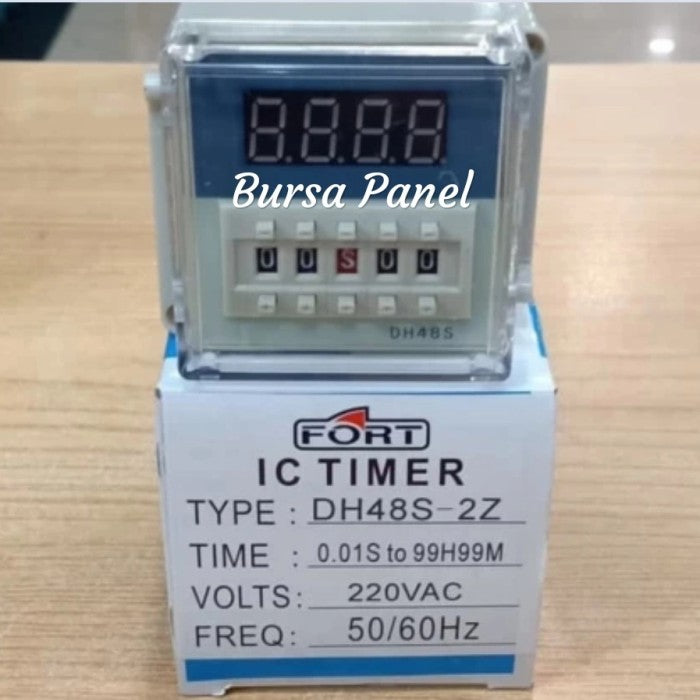 8.8.8.8
Bursa Panel
0 0 S 0 0
DH48S
FORT
IC TIMER
TYPE : DH48S-2Z
TIME : 0.01S to 99H99M
VOLTS: 220VAC
FREQ: 50/60Hz